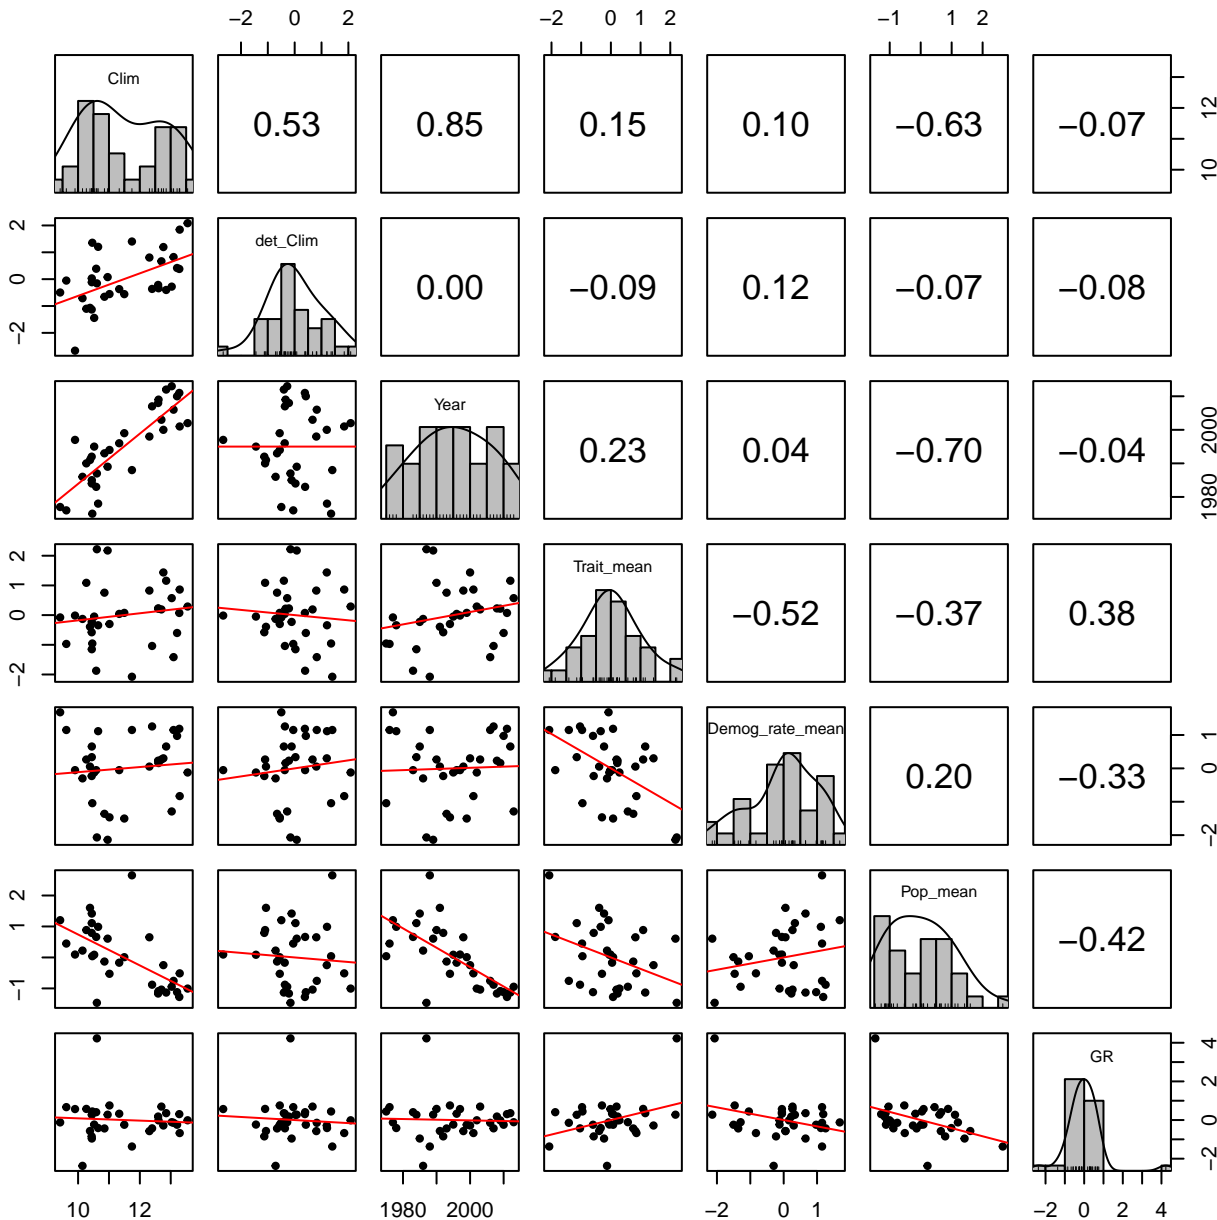 −2 0 2 −2 0 1 2 −1 1 2
Clim
0.53 0.85 0.15 0.10 −0.63 −0.07
10 12
−2 0 2
det_Clim
0.00 −0.09 0.12 −0.07 −0.08
Year
0.23 0.04 −0.70 −0.04
1980 2000
−2 0 1 2
Trait_mean
−0.52 −0.37 0.38
Demog_rate_mean
0.20 −0.33
−2 0 1
−1 1 2
Pop_mean
−0.42
GR
−2 0 2 4
10 12 1980 2000 −2 0 1 −2 0 2 4